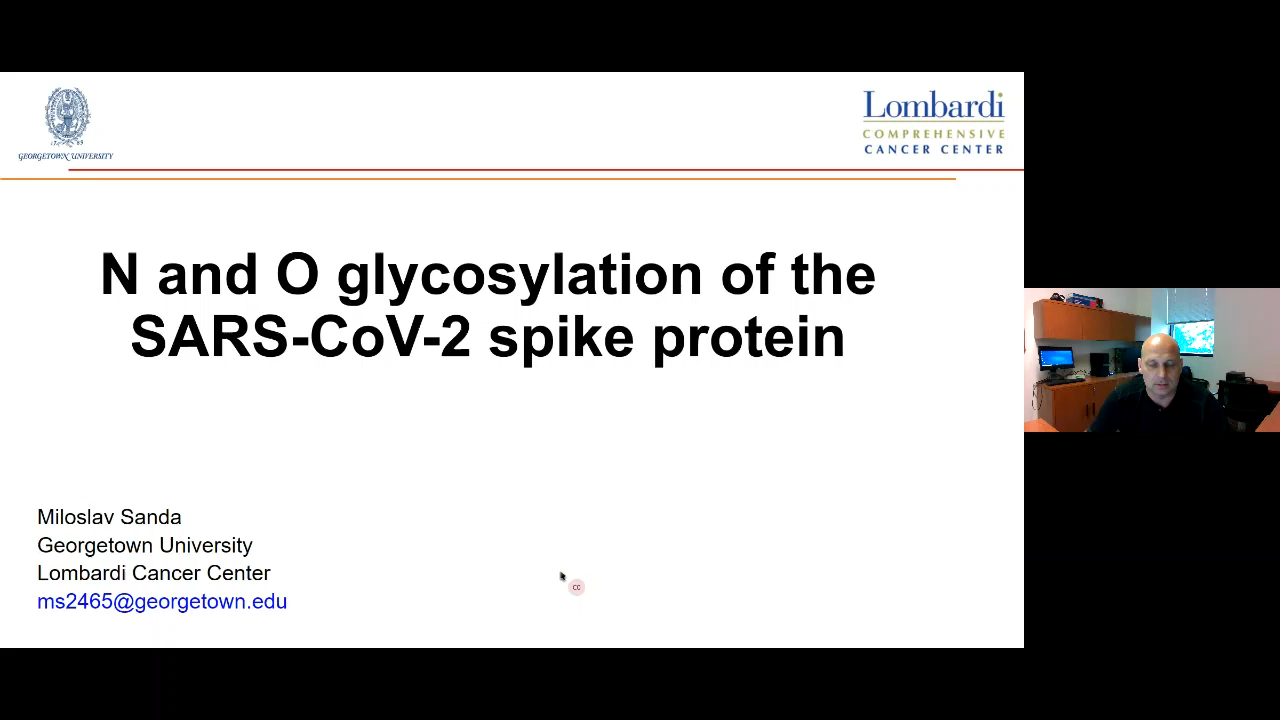 GEORGETOWN UNIVERSITY
Lombardi
COMPREHENSIVE
CANCER CENTER
N and O glycosylation of the
SARS-CoV-2 spike protein
Miloslav Sanda
Georgetown University
Lombardi Cancer Center
ms2465@georgetown.edu
CC